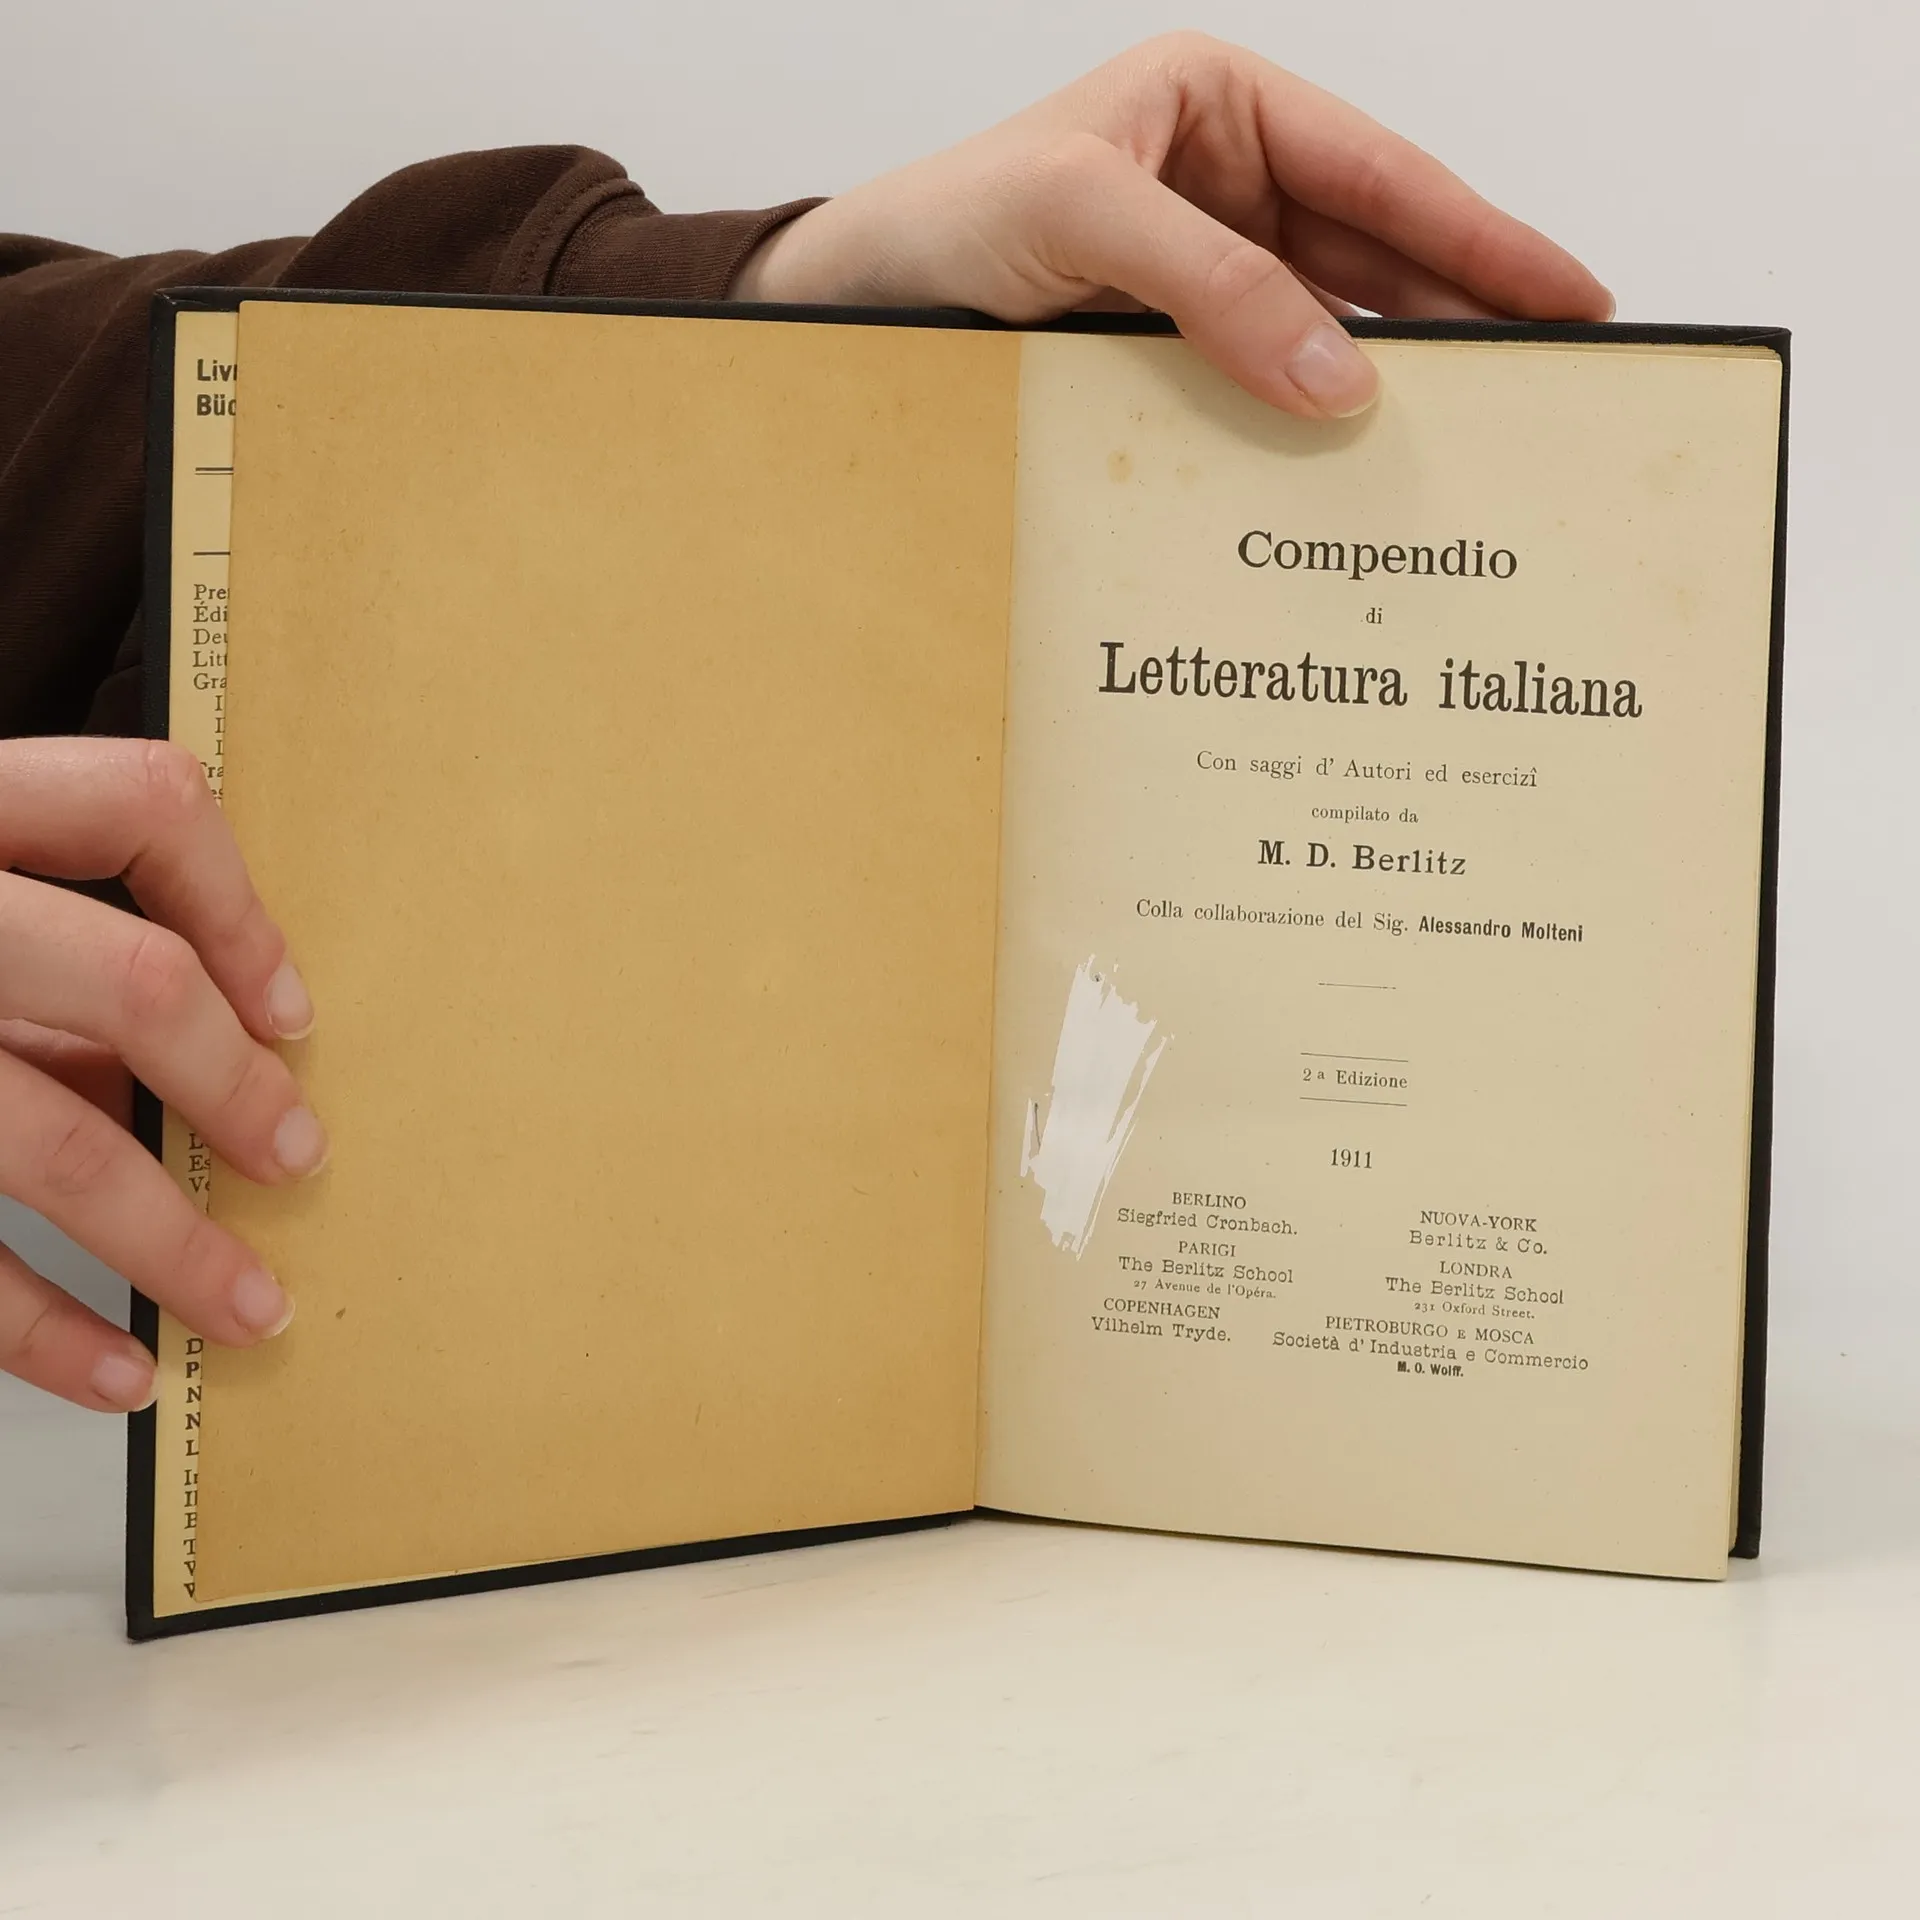 Compendio
di
Letteratura italiana
Con saggi d' Autori ed esercizî
compilato da
M. D. Berlitz
Colla collaborazione del Sig. Alessandro Molteni
2a Edizione
1911
BERLINO
Siegfried Cronbach.
PARIGI
The Berlitz School
27 Avenue de l'Opéra.
COPENHAGEN
Vilhelm Tryde.
NUOVA-YORK
Berlitz & Co.
LONDRA
The Berlitz School
231 Oxford Street.
PIETROBURGO E MOSCA
Società d' Industria e Commercio
M. O. Wolff.